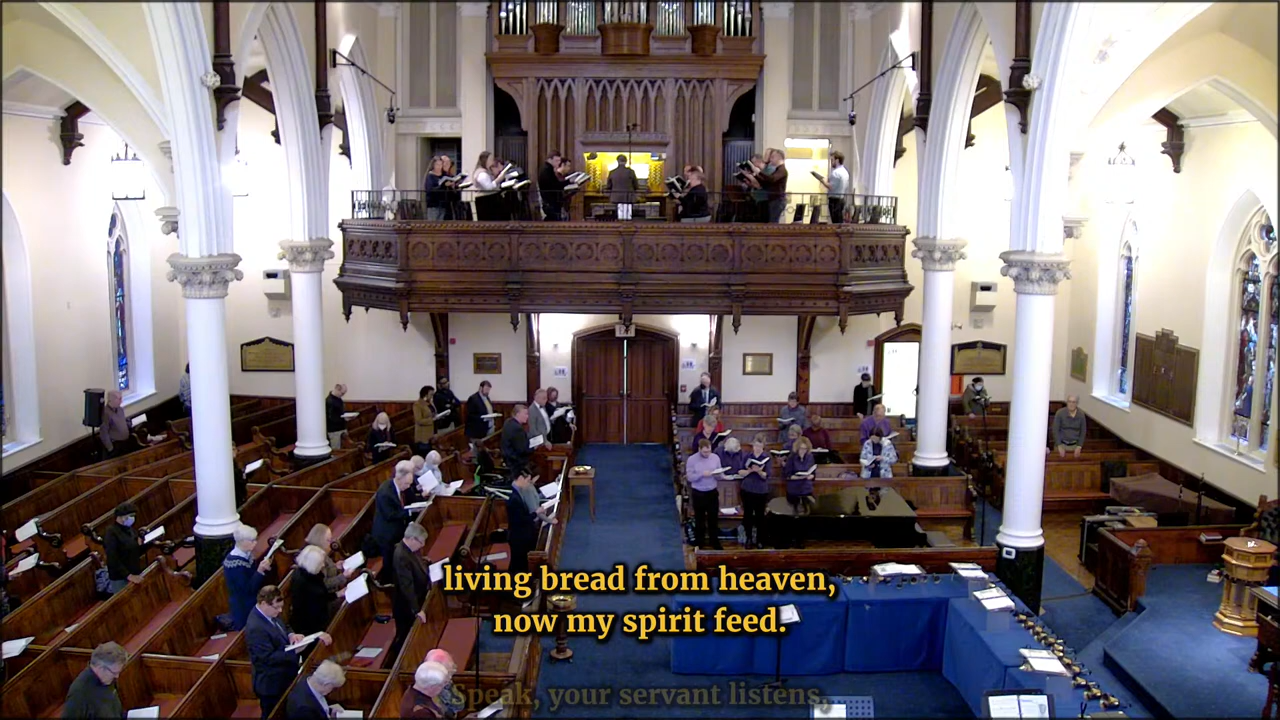 living bread from heaven,
now my spirit feed.
Speak, your servant listens.